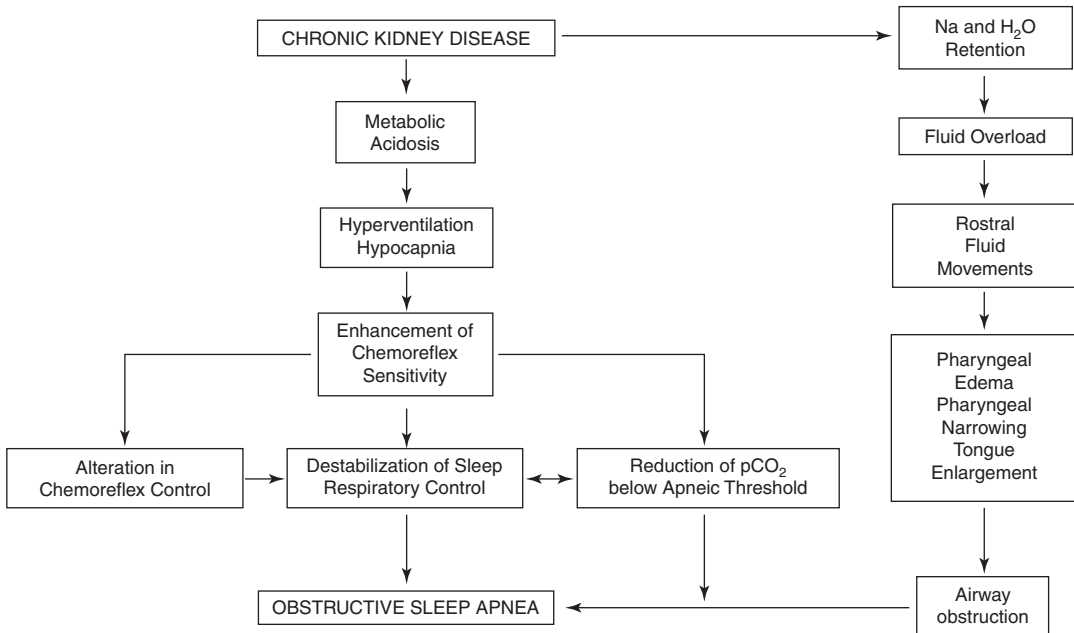 CHRONIC KIDNEY DISEASE
Na and H₂O
Retention
Metabolic
Acidosis
Fluid Overload
Hyperventilation
Hypocapnia
Rostral
Fluid
Movements
Enhancement of
Chemoreflex
Sensitivity
Pharyngeal
Edema
Pharyngeal
Narrowing
Tongue
Enlargement
Alteration in
Chemoreflex Control
Destabilization of Sleep
Respiratory Control
Reduction of pCO₂
below Apneic Threshold
OBSTRUCTIVE SLEEP APNEA
Airway
obstruction